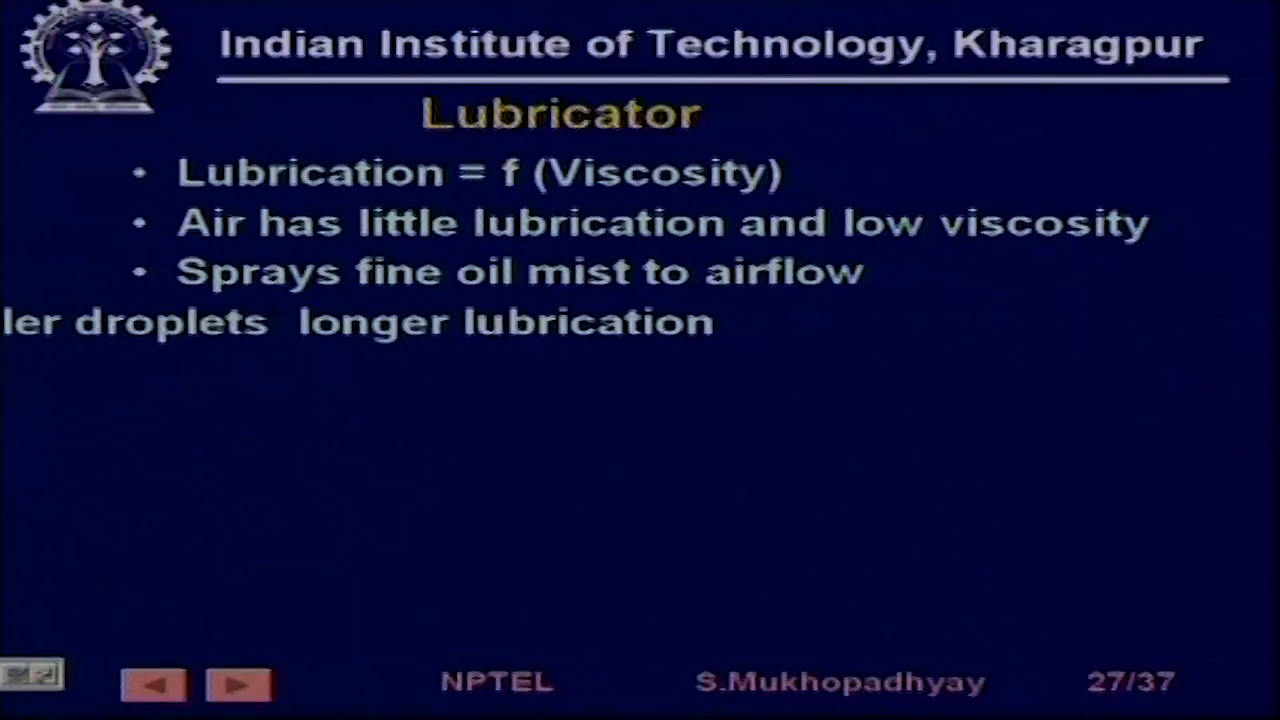 Indian Institute of Technology, Kharagpur
Lubricator
• Lubrication = f (Viscosity)
• Air has little lubrication and low viscosity
• Sprays fine oil mist to airflow
ler droplets longer lubrication
NPTEL S.Mukhopadhyay 27/37